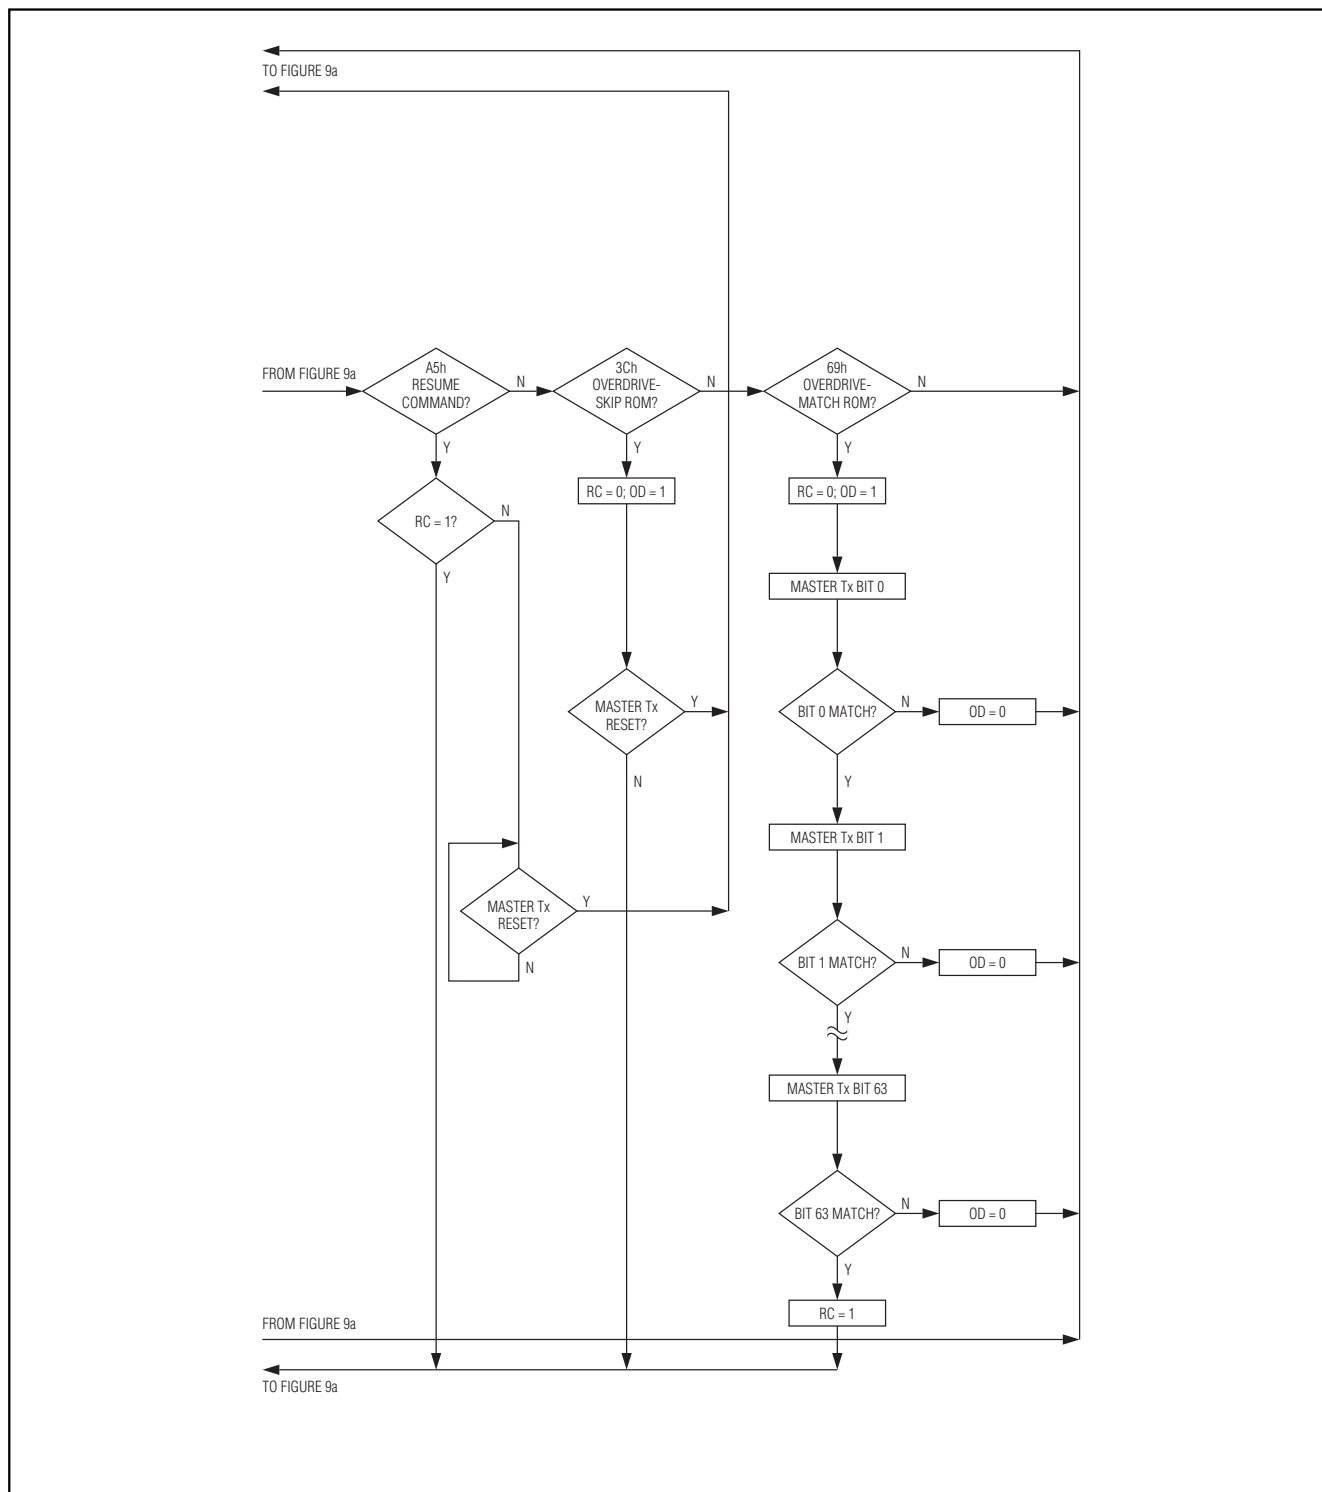 TO FIGURE 9a
FROM FIGURE 9a
A5h
RESUME
COMMAND?
N
3Ch
OVERDRIVE-
SKIP ROM?
N
69h
OVERDRIVE-
MATCH ROM?
N
Y
Y
Y
RC = 1?
N
RC = 0; OD = 1
RC = 0; OD = 1
Y
MASTER Tx BIT 0
MASTER Tx
RESET?
Y
N
BIT 0 MATCH?
N
OD = 0
Y
MASTER Tx BIT 1
MASTER Tx
RESET?
Y
N
BIT 1 MATCH?
N
OD = 0
Y
MASTER Tx BIT 63
BIT 63 MATCH?
N
OD = 0
Y
RC = 1
FROM FIGURE 9a
TO FIGURE 9a